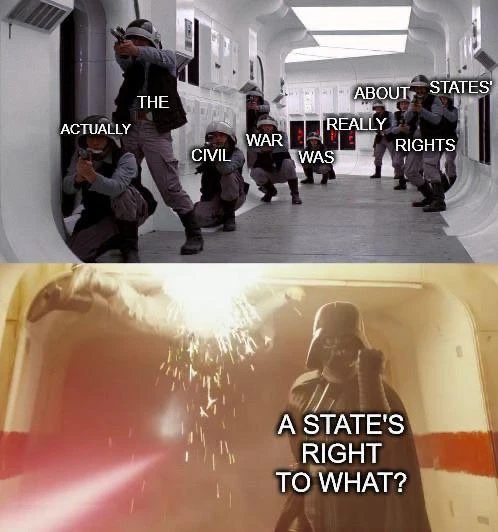 ACTUALLY
THE
CIVIL
WAR
WAS
REALLY
ABOUT
STATES'
RIGHTS
A STATE'S
RIGHT
TO WHAT?